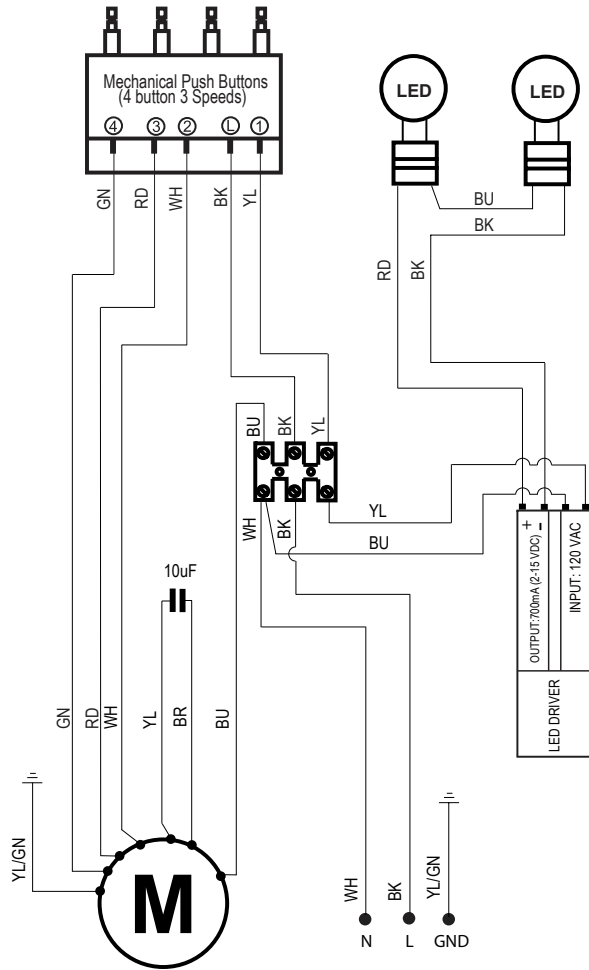 Mechanical Push Buttons
(4 button 3 Speeds)
4 3 2 L 1
GN RD WH BK YL
LED LED
BU
BK
RD BK
BU BK YL
WH BK
YL
BU
10uF
GN RD WH YL BR BU
YL/GN
M
WH BK YL/GN
N L GND
+ -
OUTPUT:700mA (2-15 VDC)
INPUT: 120 VAC
LED DRIVER